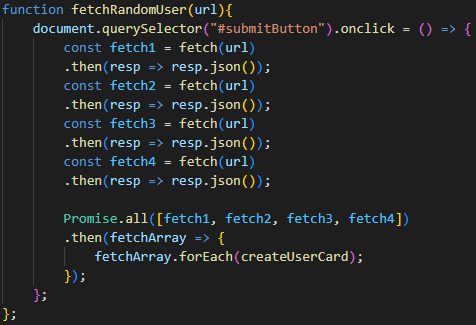 function fetchRandomUser(url){
    document.querySelector("#submitButton").onclick = () => {
        const fetch1 = fetch(url)
        .then(resp => resp.json());
        const fetch2 = fetch(url)
        .then(resp => resp.json());
        const fetch3 = fetch(url)
        .then(resp => resp.json());
        const fetch4 = fetch(url)
        .then(resp => resp.json());

        Promise.all([fetch1, fetch2, fetch3, fetch4])
        .then(fetchArray => {
            fetchArray.forEach(createUserCard);
        });
    };
};